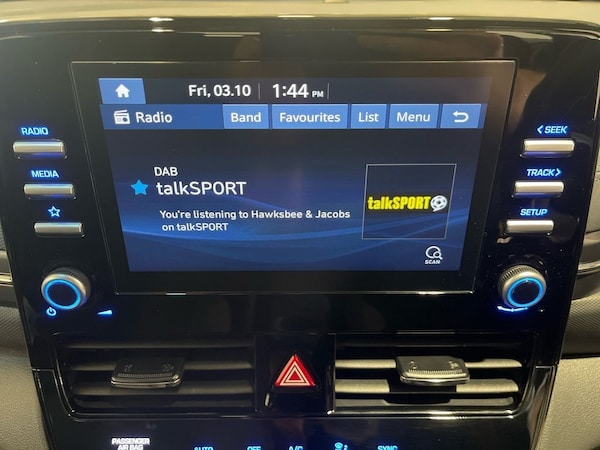 Fri, 03.10 1:44 PM
Radio Band Favourites List Menu
RADIO
MEDIA
< SEEK
TRACK >
SETUP
DAB
talkSPORT
You're listening to Hawksbee & Jacobs
on talkSPORT
talkSPORT
SCAN
PASSENGER
AIR BAG
AUTO OFF A/C 2 SYNC